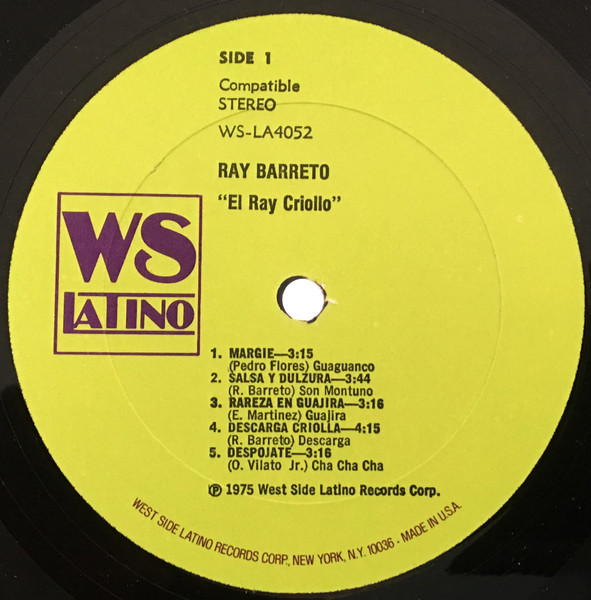 SIDE 1
Compatible
STEREO
WS-LA4052
RAY BARRETO
"El Ray Criollo"
WS
LATINO
1. MARGIE—3:15
(Pedro Flores) Guaguanco
2. SALSA Y DULZURA—3:44
(R. Barreto) Son Montuno
3. RAREZA EN GUAJIRA—3:16
(E. Martinez) Guajira
4. DESCARGA CRIOLLA—4:15
(R. Barreto) Descarga
5. DESPOJATE—3:16
(O. Vilato Jr.) Cha Cha Cha
Ⓟ 1975 West Side Latino Records Corp.
WEST SIDE LATINO RECORDS CORP., NEW YORK, N.Y. 10036 - MADE IN U.S.A.